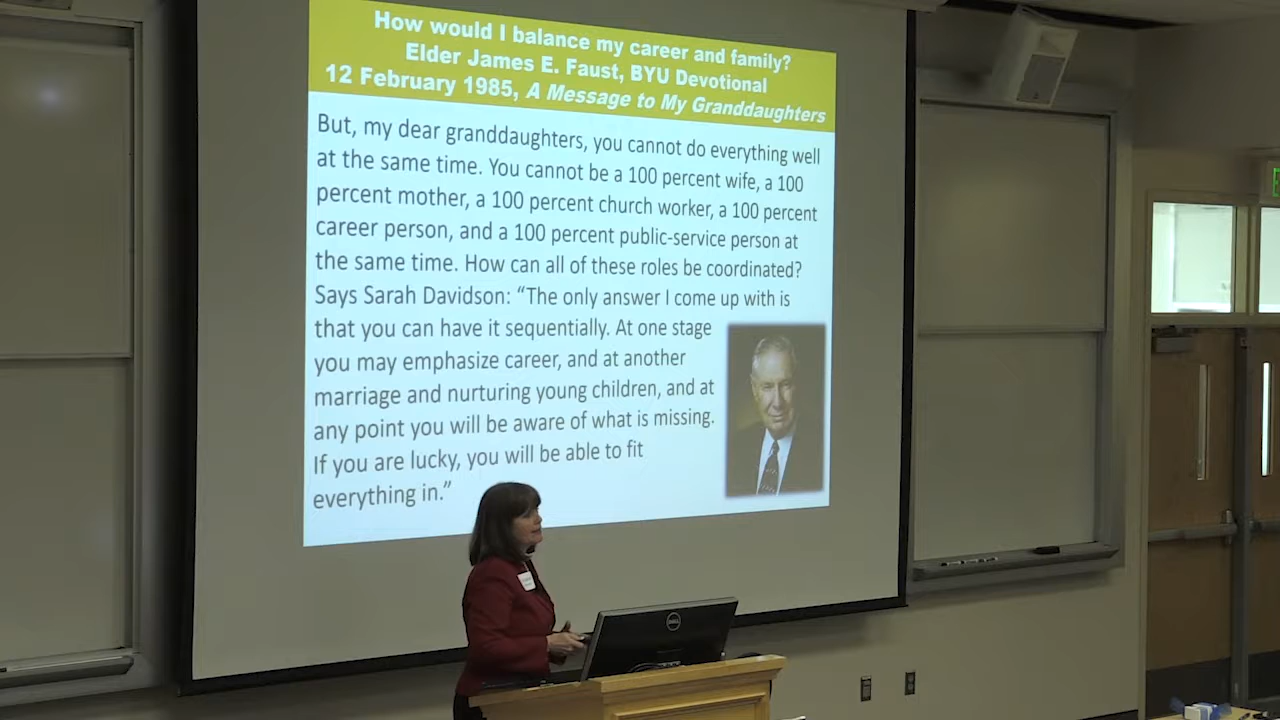 How would I balance my career and family?
Elder James E. Faust, BYU Devotional
12 February 1985, A Message to My Granddaughters
But, my dear granddaughters, you cannot do everything well
at the same time. You cannot be a 100 percent wife, a 100
percent mother, a 100 percent church worker, a 100 percent
career person, and a 100 percent public-service person at
the same time. How can all of these roles be coordinated?
Says Sarah Davidson: “The only answer I come up with is
that you can have it sequentially. At one stage
you may emphasize career, and at another
marriage and nurturing young children, and at
any point you will be aware of what is missing.
If you are lucky, you will be able to fit
everything in.”
DELL